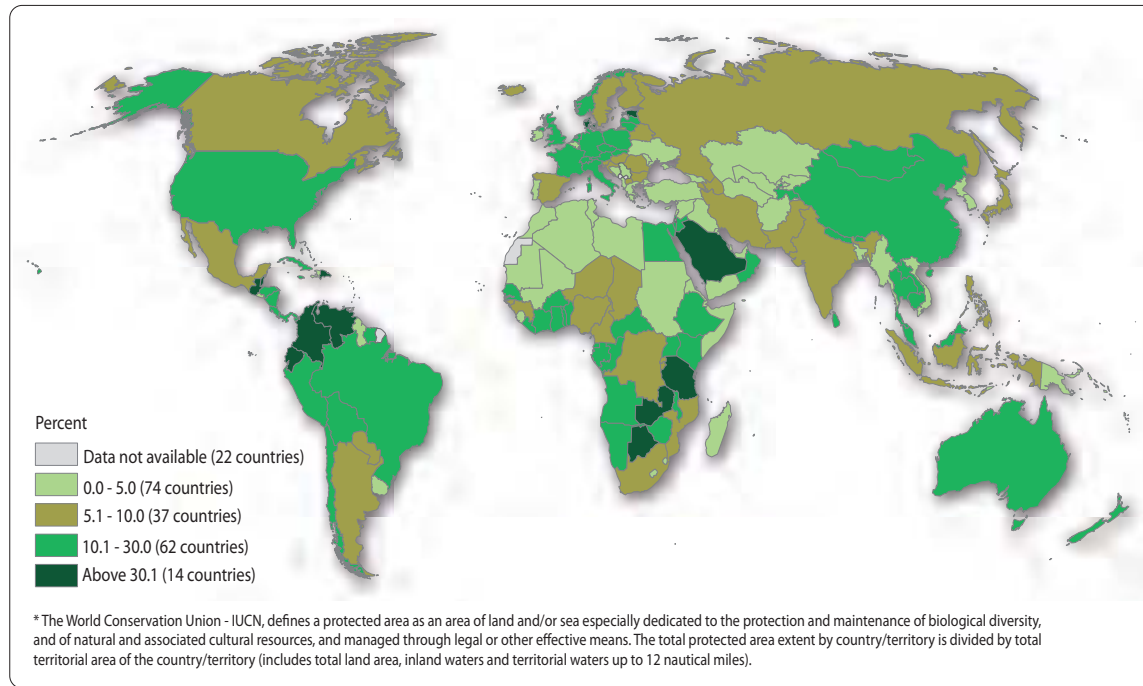 Percent
Data not available (22 countries)
0.0 - 5.0 (74 countries)
5.1 - 10.0 (37 countries)
10.1 - 30.0 (62 countries)
Above 30.1 (14 countries)
* The World Conservation Union - IUCN, defines a protected area as an area of land and/or sea especially dedicated to the protection and maintenance of biological diversity,
and of natural and associated cultural resources, and managed through legal or other effective means. The total protected area extent by country/territory is divided by total
territorial area of the country/territory (includes total land area, inland waters and territorial waters up to 12 nautical miles).